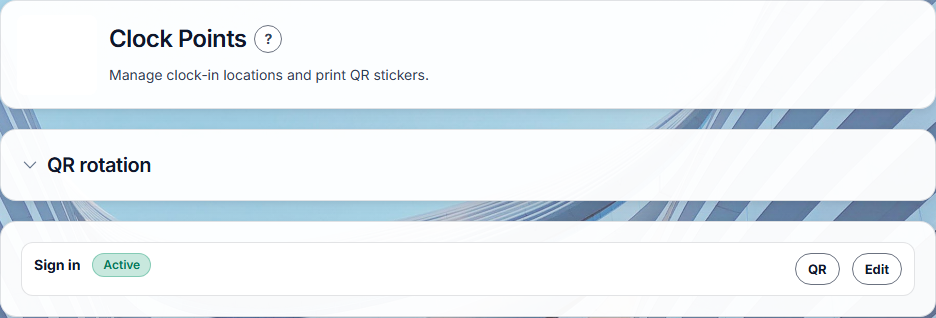 Clock Points ?
Manage clock-in locations and print QR stickers.
QR rotation
Sign in Active QR Edit